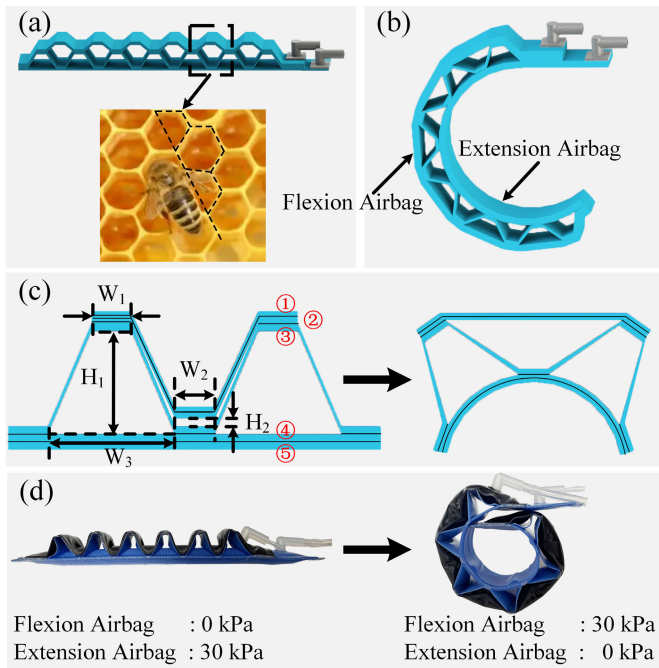 (a)
(b)
Extension Airbag
Flexion Airbag
(c)
W1
①
②
③
H1
W2
H2
④
⑤
W3
(d)
Flexion Airbag : 0 kPa
Extension Airbag : 30 kPa
Flexion Airbag : 30 kPa
Extension Airbag : 0 kPa